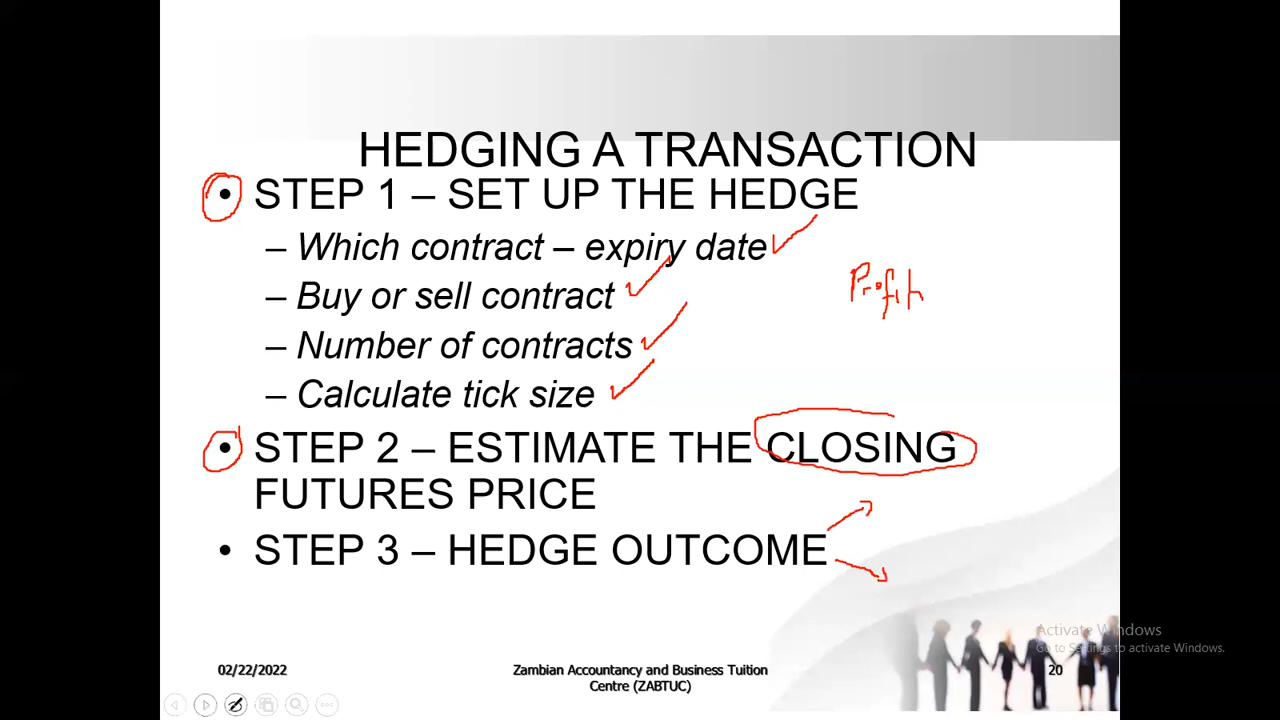 HEDGING A TRANSACTION
• STEP 1 – SET UP THE HEDGE
– Which contract – expiry date
– Buy or sell contract
Profit
– Number of contracts
– Calculate tick size
• STEP 2 – ESTIMATE THE CLOSING
FUTURES PRICE
• STEP 3 – HEDGE OUTCOME
Activate Windows
Go to Settings to activate Windows.
02/22/2022
Zambian Accountancy and Business Tuition
Centre (ZABTUC)
20